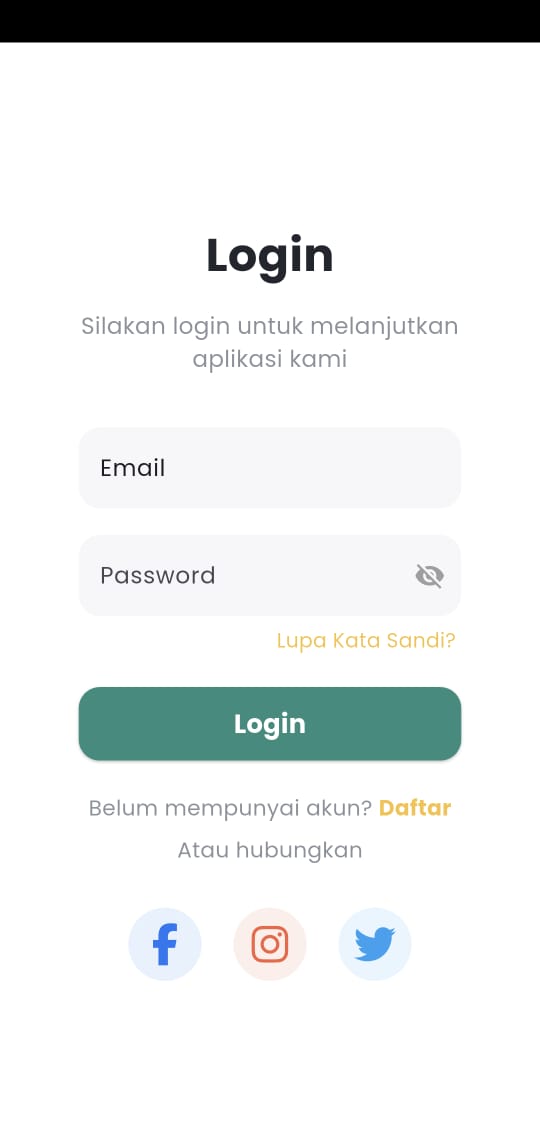 Login
Silakan login untuk melanjutkan
aplikasi kami
Email
Password
Lupa Kata Sandi?
Login
Belum mempunyai akun? Daftar
Atau hubungkan